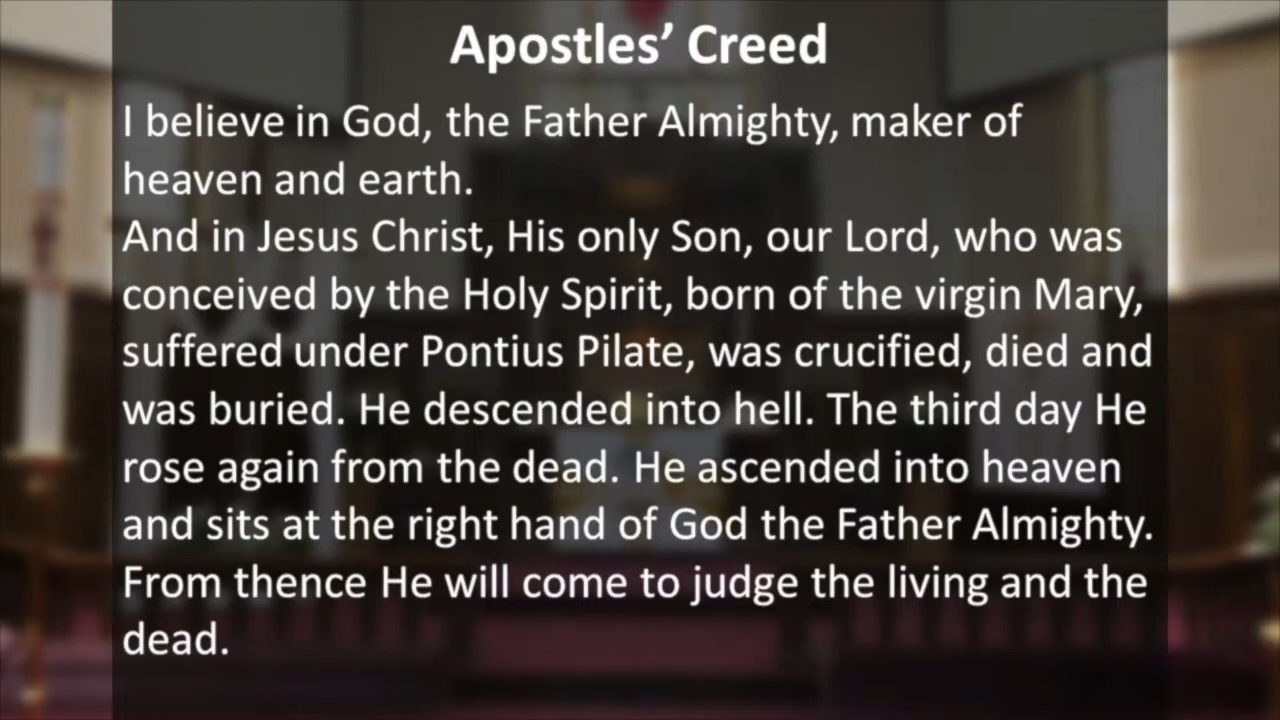 Apostles’ Creed
I believe in God, the Father Almighty, maker of
heaven and earth.
And in Jesus Christ, His only Son, our Lord, who was
conceived by the Holy Spirit, born of the virgin Mary,
suffered under Pontius Pilate, was crucified, died and
was buried. He descended into hell. The third day He
rose again from the dead. He ascended into heaven
and sits at the right hand of God the Father Almighty.
From thence He will come to judge the living and the
dead.